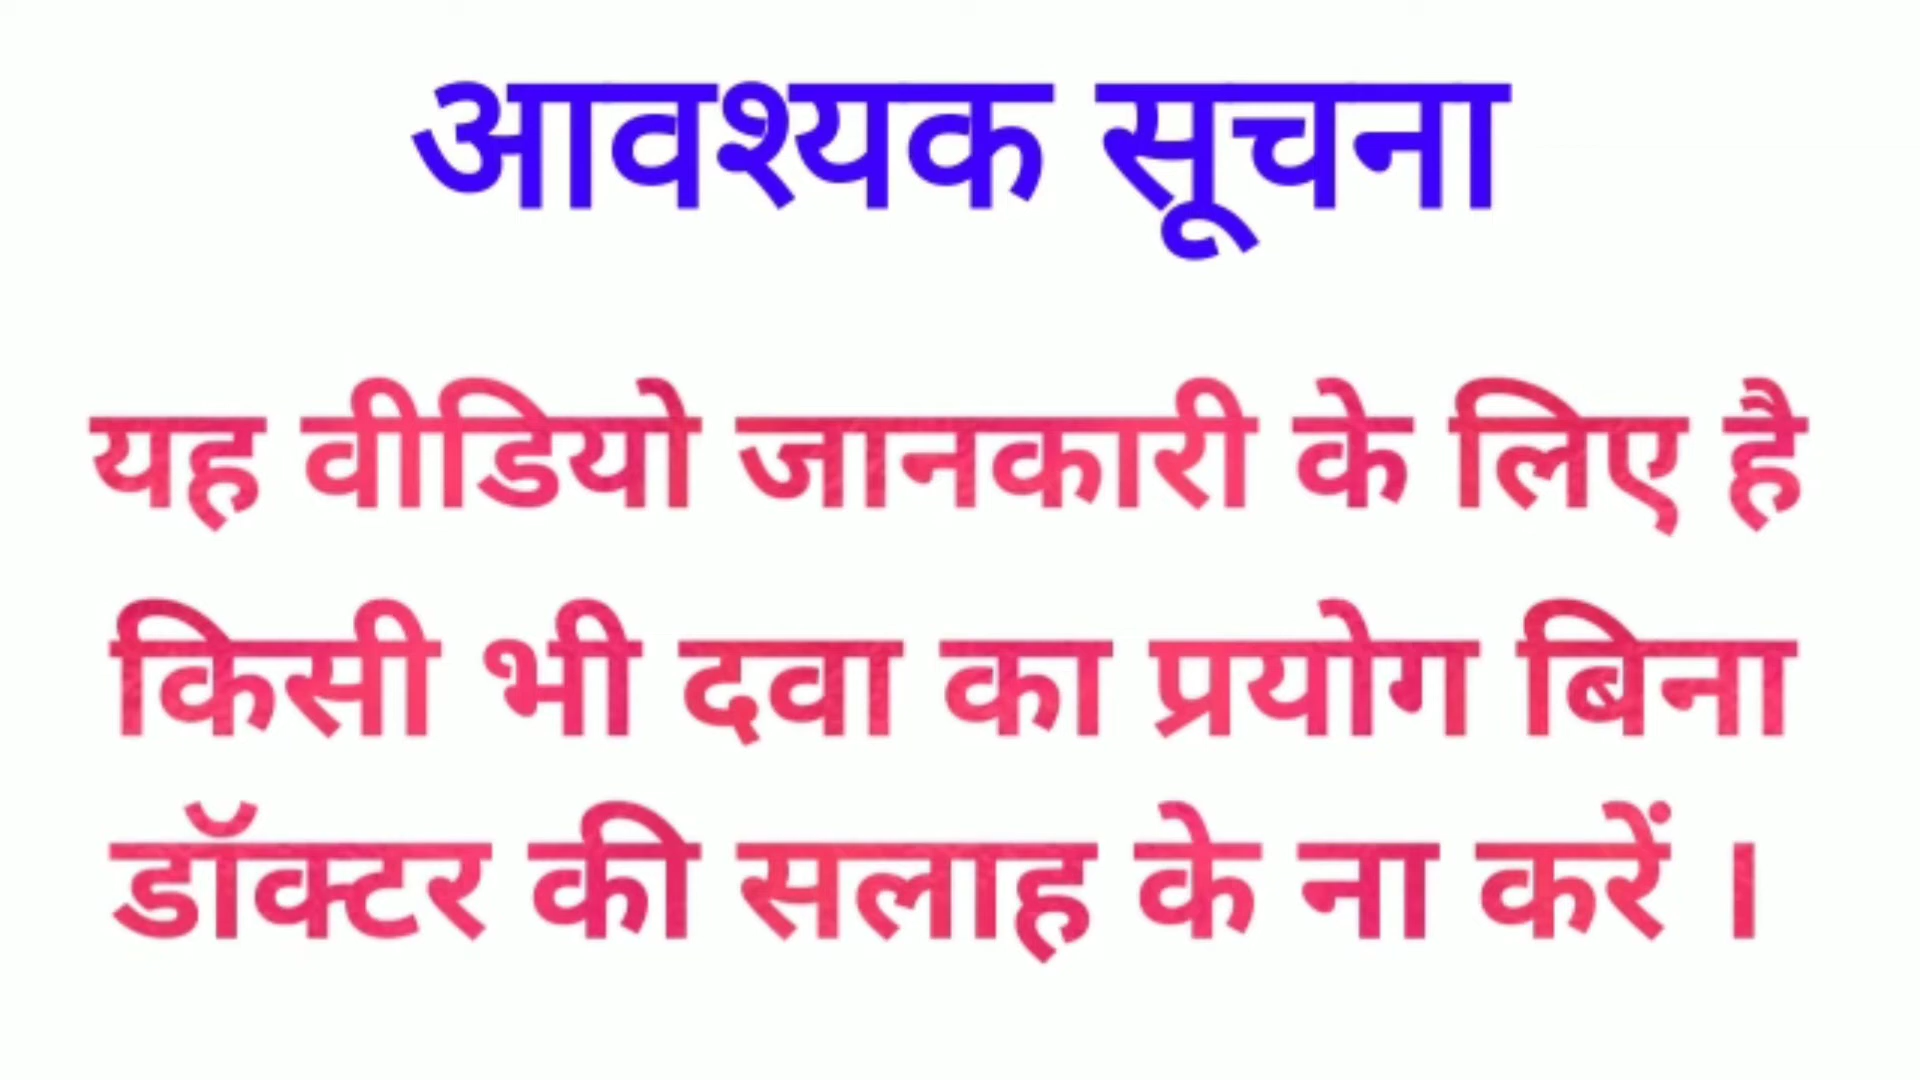 आवश्यक सूचना
यह वीडियो जानकारी के लिए है
किसी भी दवा का प्रयोग बिना
डॉक्टर की सलाह के ना करें ।